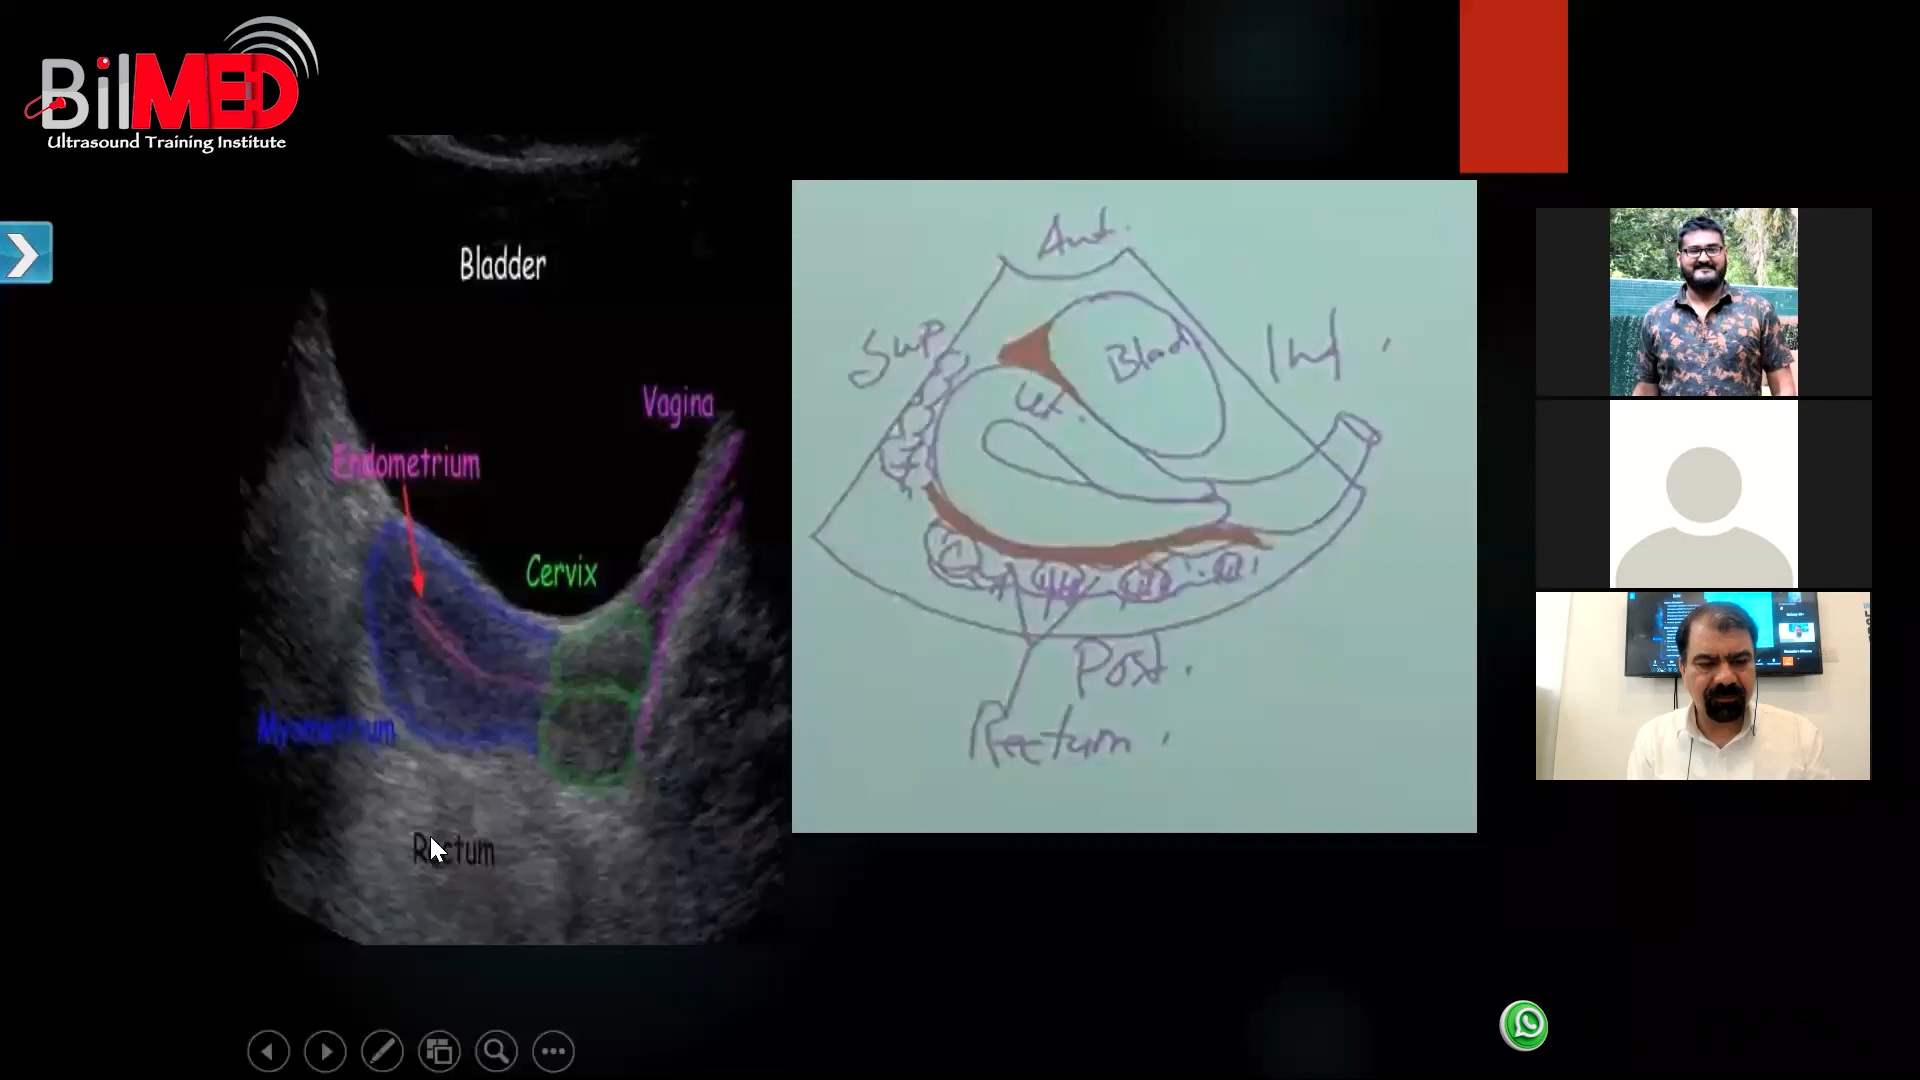 BilMED
Ultrasound Training Institute
Bladder
Vagina
Endometrium
Cervix
Myometrium
Rectum
Ant.
Sup
Blad.
Inf.
Ut.
Post.
Rectum.